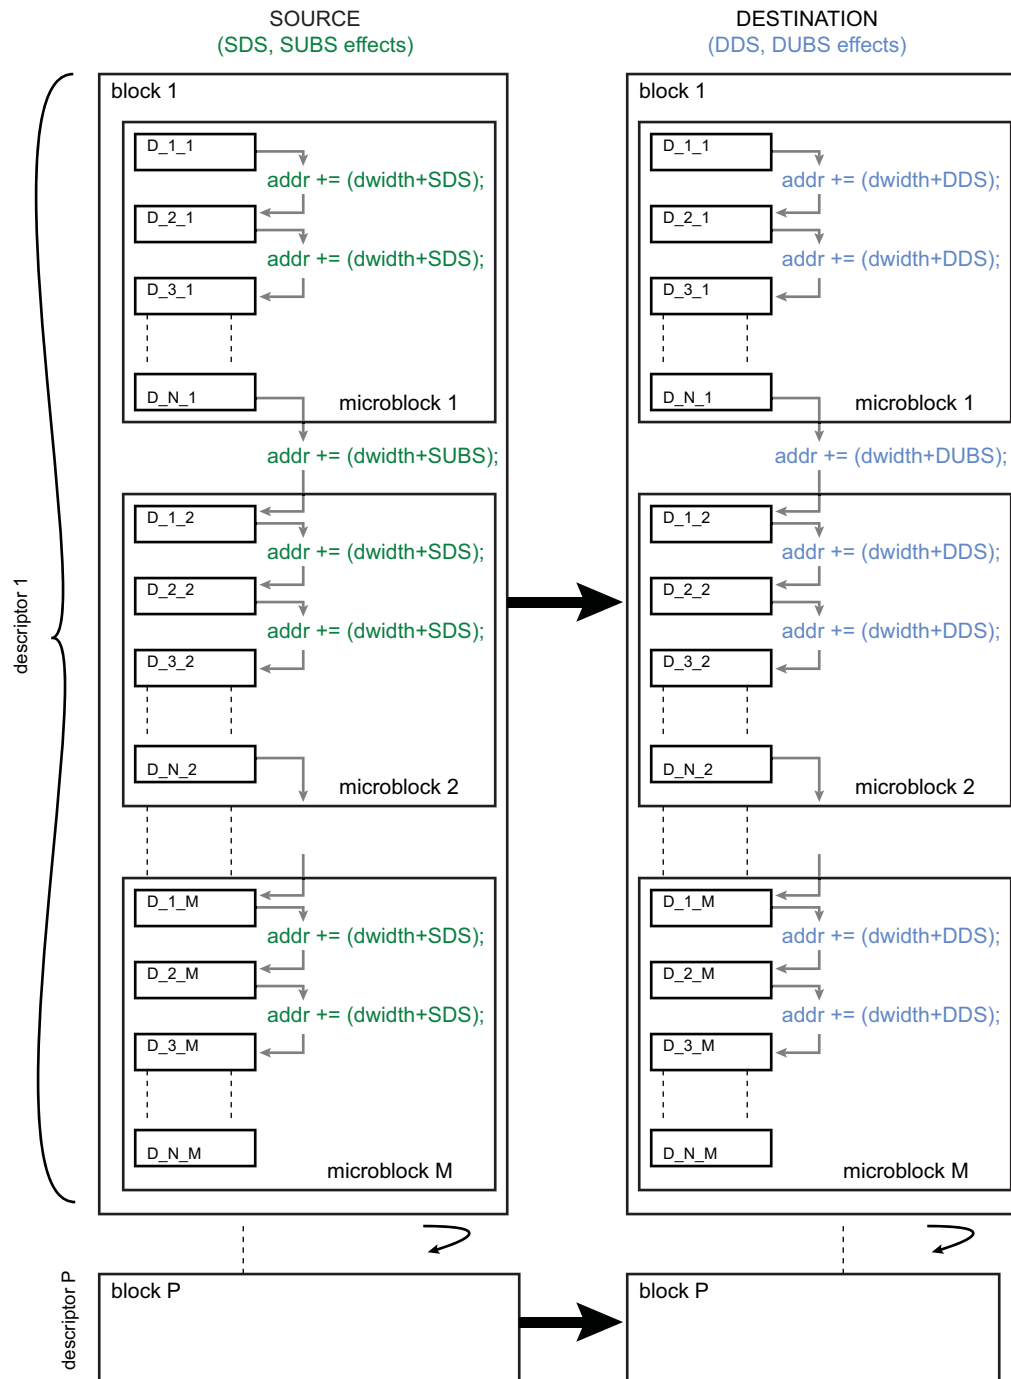 SOURCE
(SDS, SUBS effects)
DESTINATION
(DDS, DUBS effects)
descriptor 1
block 1
D_1_1
addr += (dwidth+SDS);
D_2_1
addr += (dwidth+SDS);
D_3_1
D_N_1
microblock 1
addr += (dwidth+SUBS);
D_1_2
addr += (dwidth+SDS);
D_2_2
addr += (dwidth+SDS);
D_3_2
D_N_2
microblock 2
D_1_M
addr += (dwidth+SDS);
D_2_M
addr += (dwidth+SDS);
D_3_M
D_N_M
microblock M
block 1
D_1_1
addr += (dwidth+DDS);
D_2_1
addr += (dwidth+DDS);
D_3_1
D_N_1
microblock 1
addr += (dwidth+DUBS);
D_1_2
addr += (dwidth+DDS);
D_2_2
addr += (dwidth+DDS);
D_3_2
D_N_2
microblock 2
D_1_M
addr += (dwidth+DDS);
D_2_M
addr += (dwidth+DDS);
D_3_M
D_N_M
microblock M
descriptor P
block P
block P